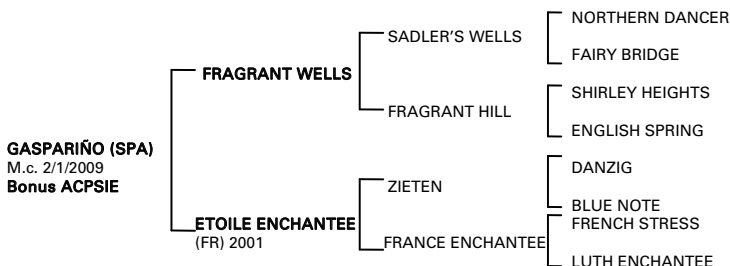 NORTHERN DANCER
SADLER'S WELLS
FAIRY BRIDGE
FRAGRANT WELLS
SHIRLEY HEIGHTS
FRAGRANT HILL
ENGLISH SPRING
GASPARIÑO (SPA)
M.c. 2/1/2009
Bonus ACPSIE
DANZIG
ZIETEN
BLUE NOTE
ETOILE ENCHANTEE
(FR) 2001
FRENCH STRESS
FRANCE ENCHANTEE
LUTH ENCHANTEE